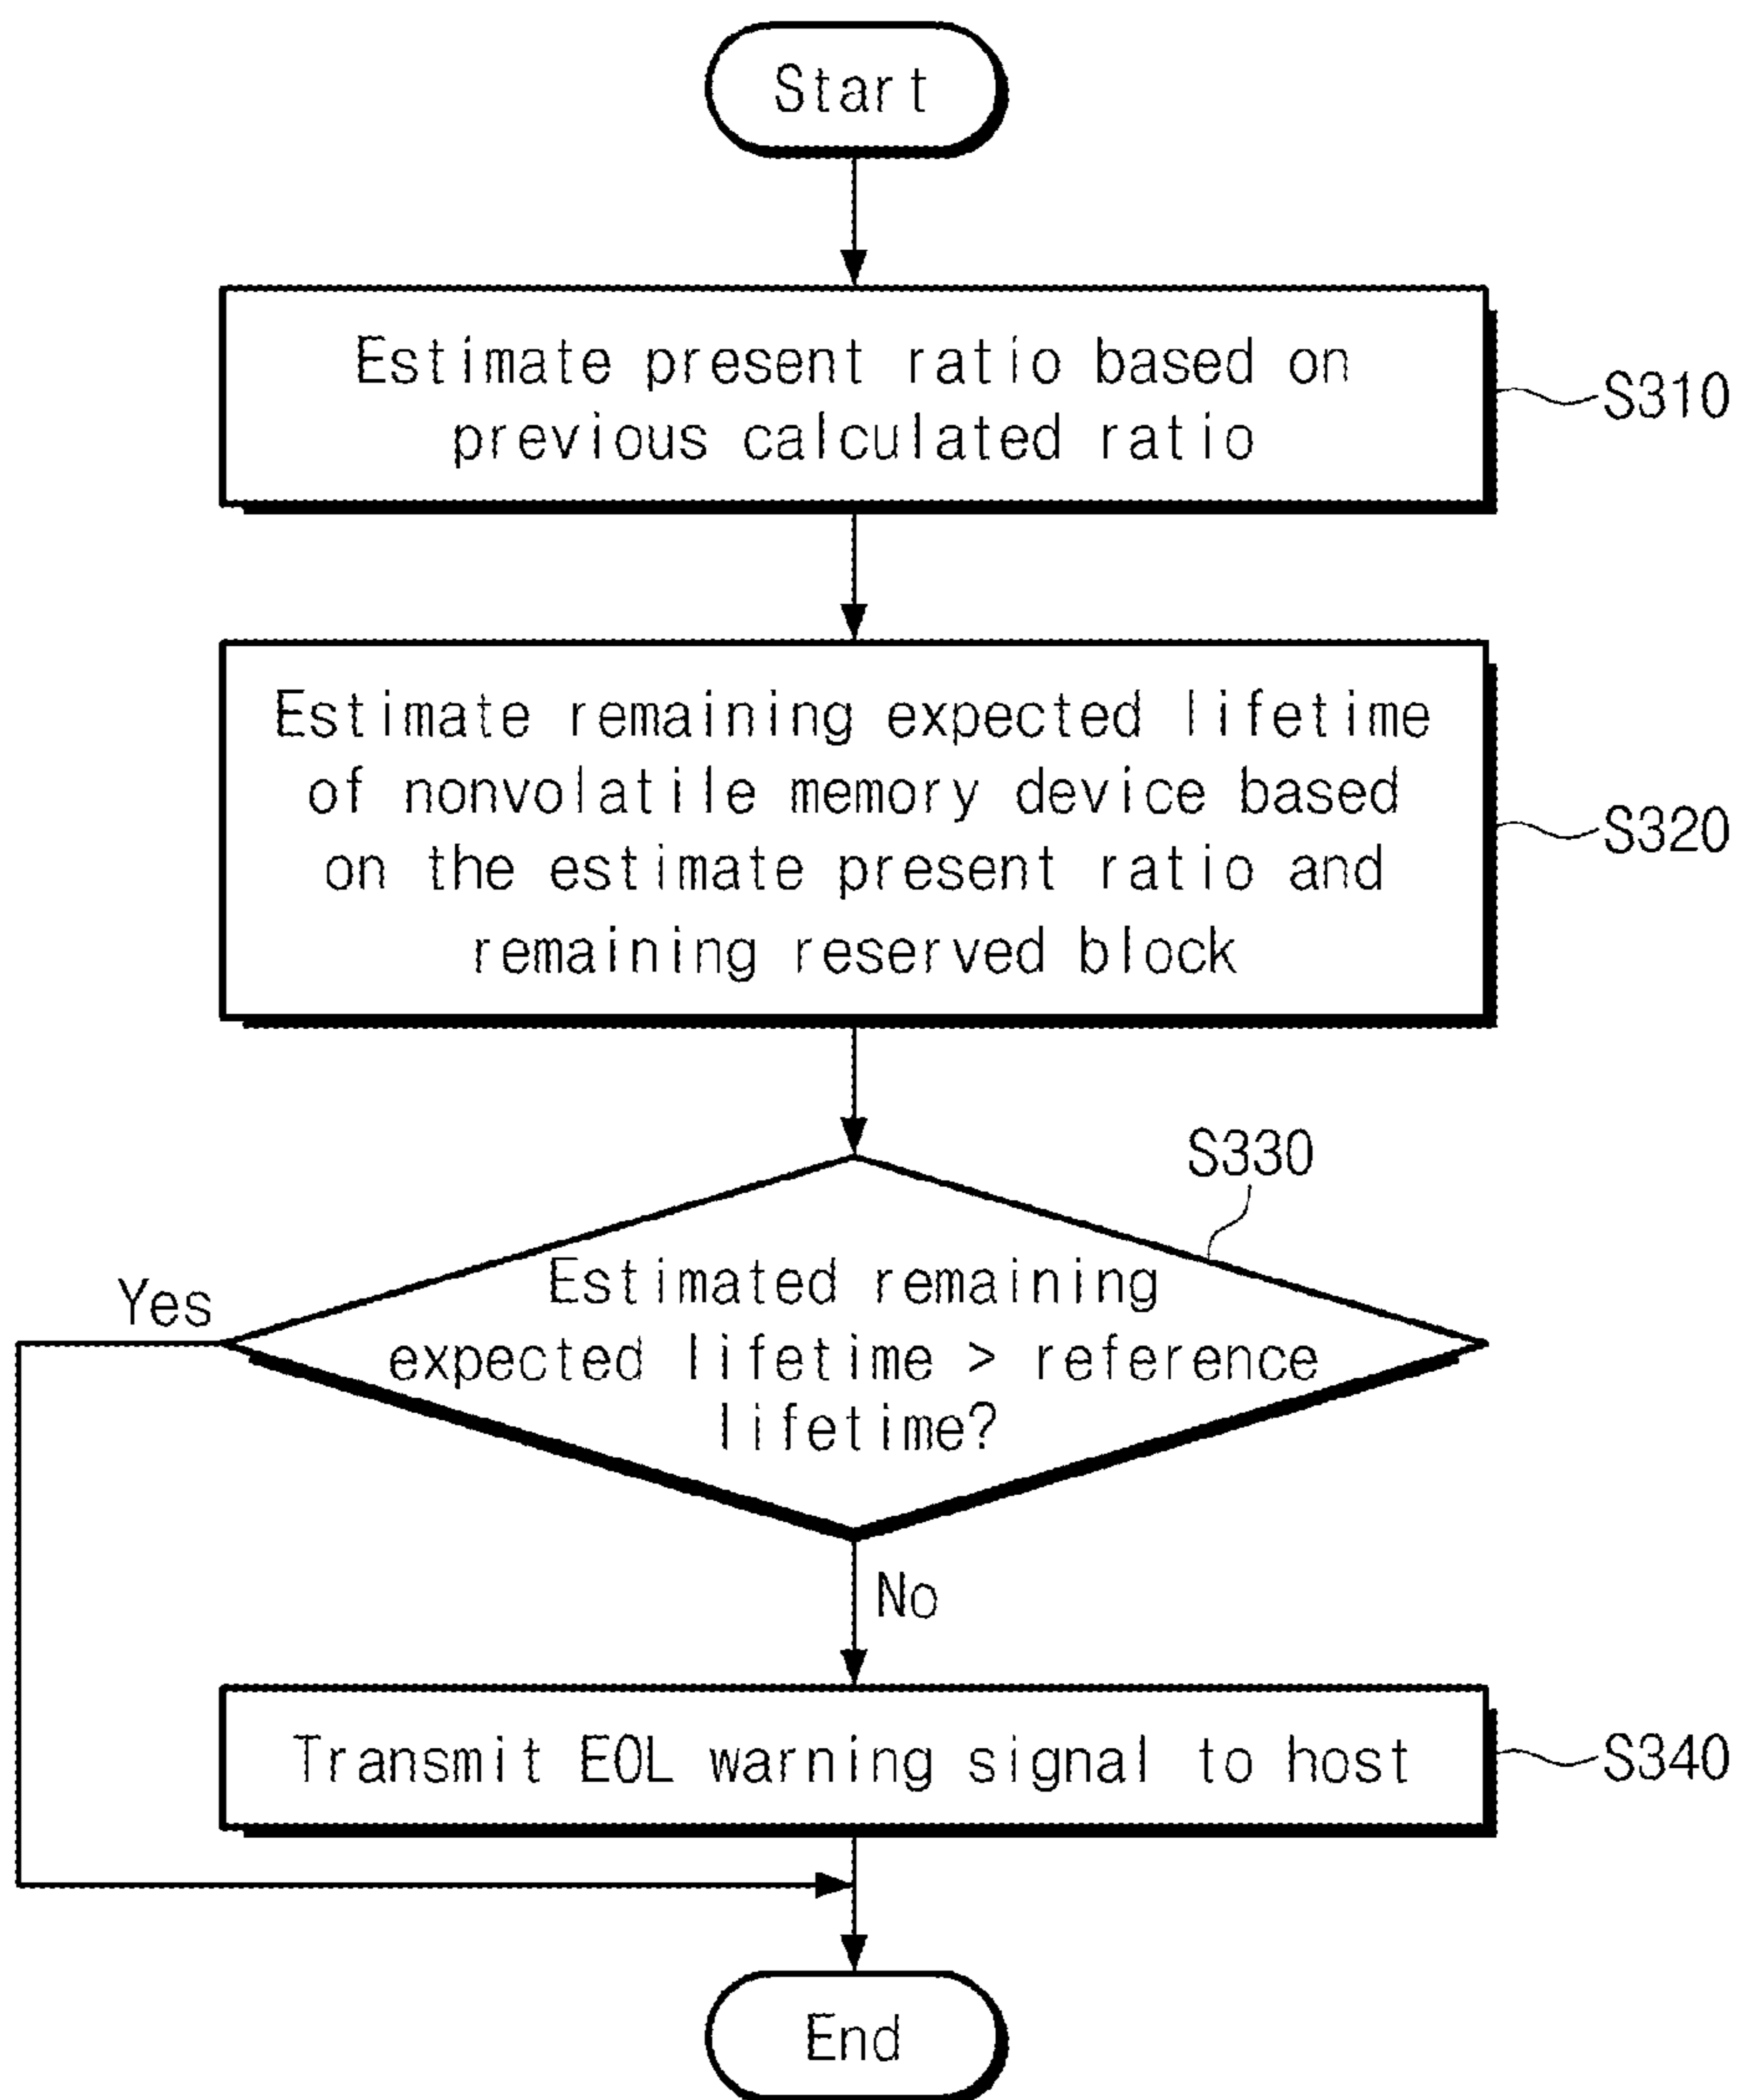 Start
Estimate present ratio based on
previous calculated ratio
S310
Estimate remaining expected lifetime
of nonvolatile memory device based
on the estimate present ratio and
remaining reserved block
S320
S330
Estimated remaining
expected lifetime > reference
lifetime?
Yes
No
Transmit EOL warning signal to host
S340
End